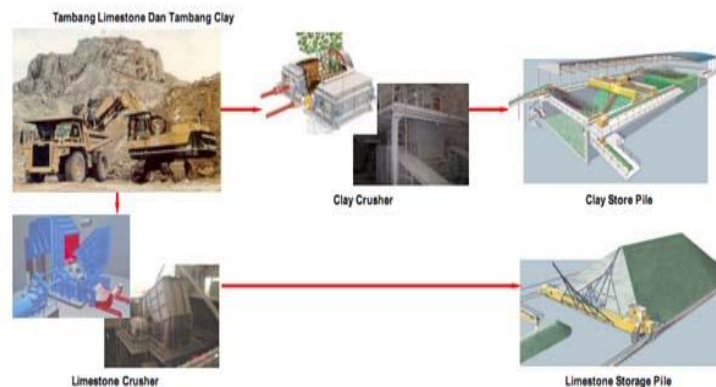 Tambang Limestone Dan Tambang Clay
Clay Crusher
Clay Store Pile
Limestone Crusher
Limestone Storage Pile